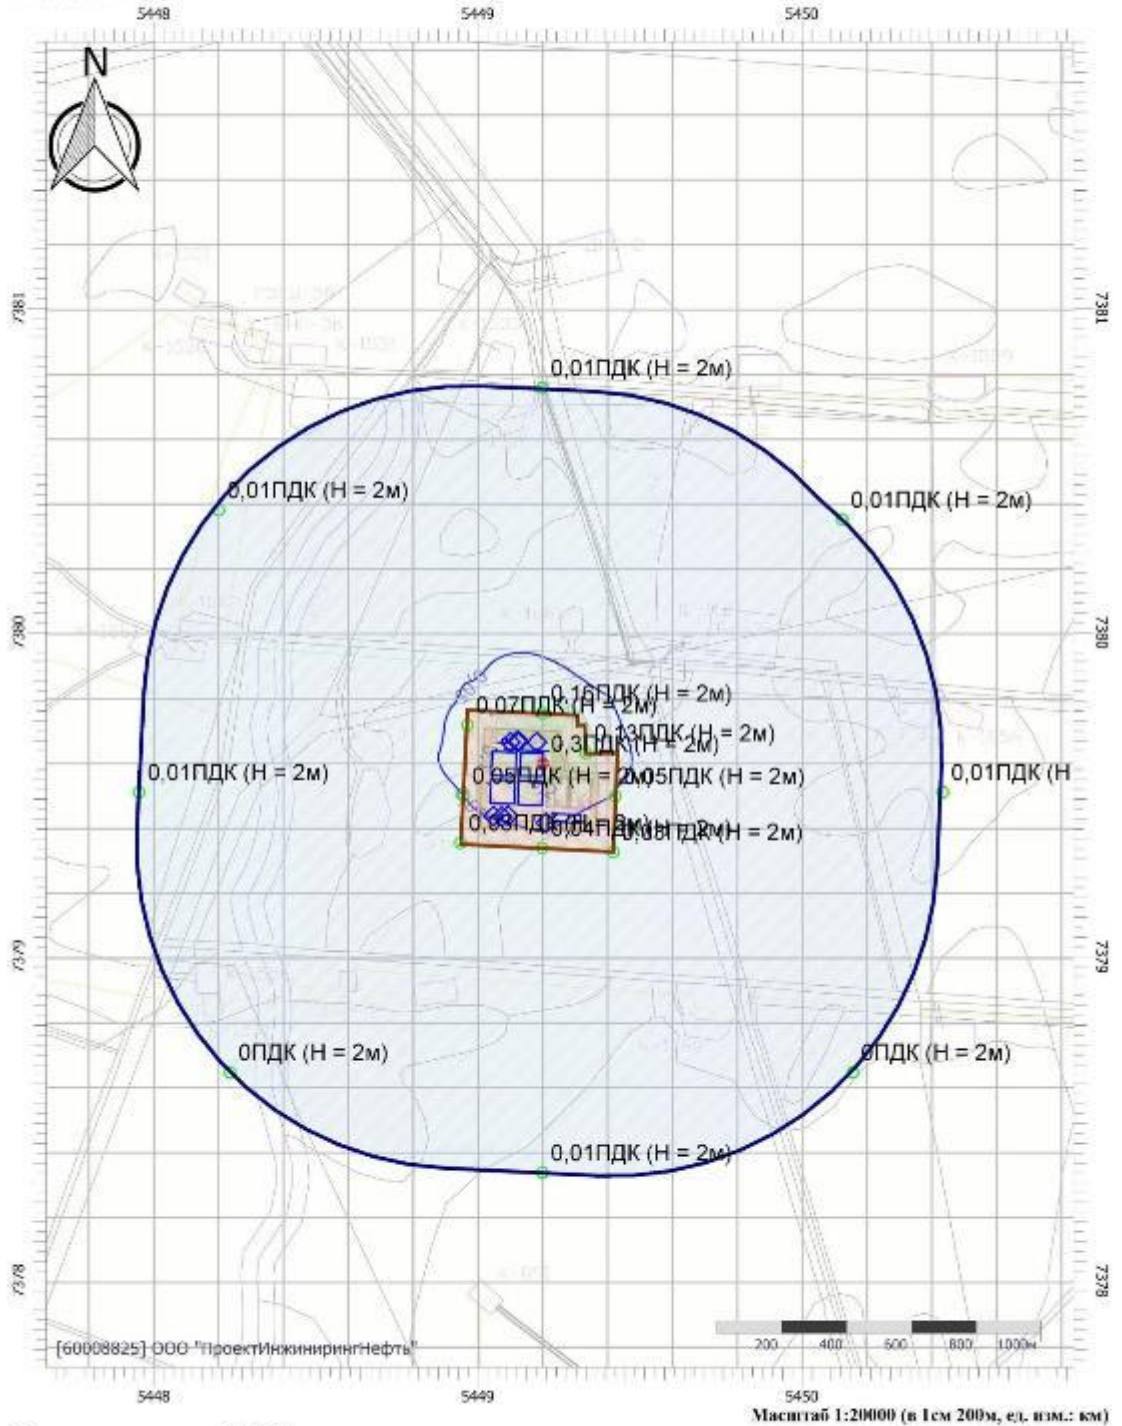 5448 5449 5450
N
7381 7381
0,01ПДК (Н = 2м)
0,01ПДК (Н = 2м)
0,01ПДК (Н = 2м)
7380 7380
0,16ПДК (Н = 2м)
0,07ПДК (Н = 2м)
0,13ПДК (Н = 2м)
0,3ПДК (Н = 2м)
0,01ПДК (Н = 2м)
0,05ПДК (Н = 2м)
0,05ПДК (Н = 2м)
0,01ПДК (Н
7379 7379
0ПДК (Н = 2м)
0ПДК (Н = 2м)
0,01ПДК (Н = 2м)
7378 7378
[60008825] ООО "ПроектИнжинирингНефть"
200 400 600 800 1000м
5448 5449 5450
Масштаб 1:20000 (в 1см 200м, ед. изм.: км)